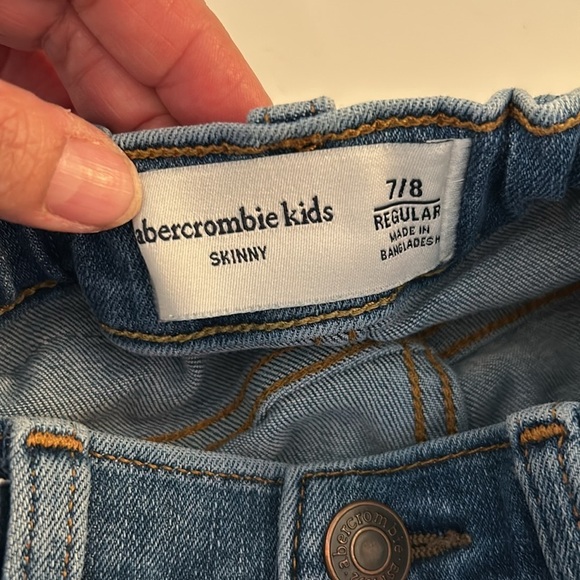 abercrombie kids
SKINNY
7/8
REGULAR
MADE IN
BANGLADESH
abercrombie